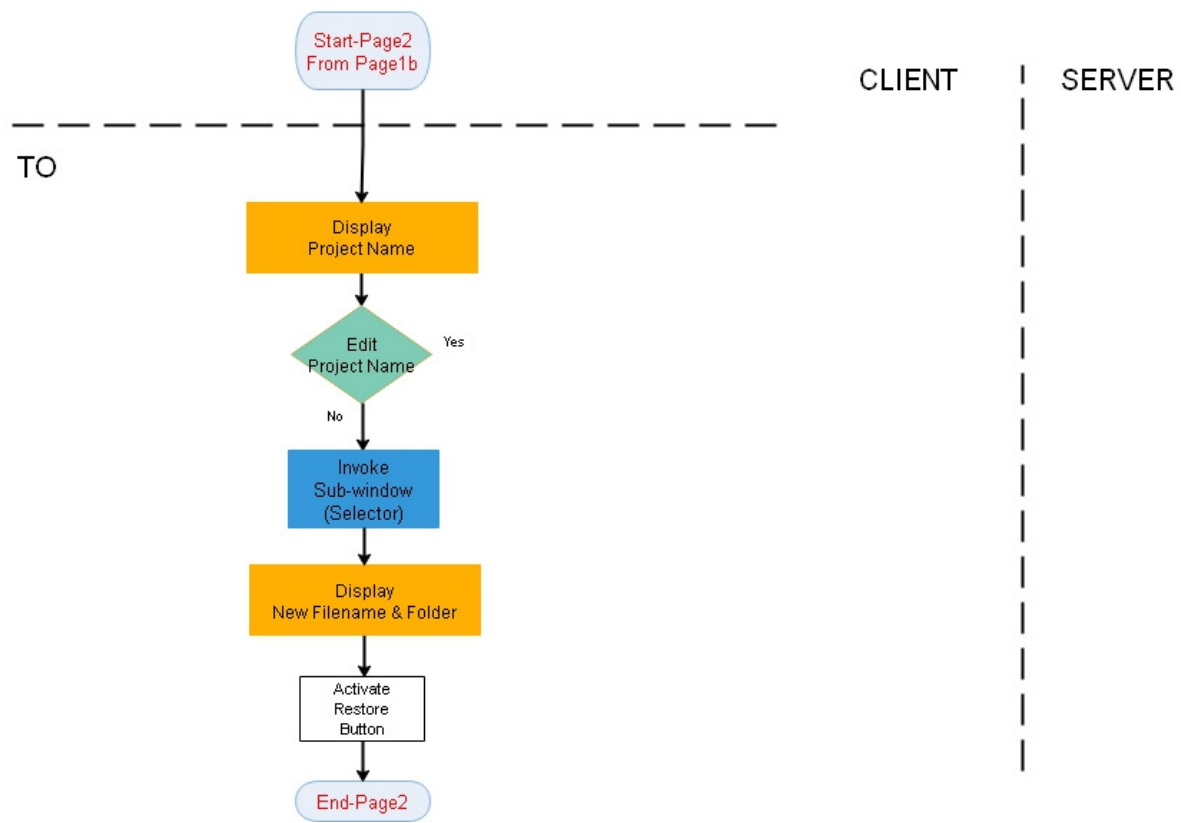 Start-Page2
From Page1b
CLIENT
SERVER
TO
Display
Project Name
Edit
Project Name
Yes
No
Invoke
Sub-window
(Selector)
Display
New Filename & Folder
Activate
Restore
Button
End-Page2